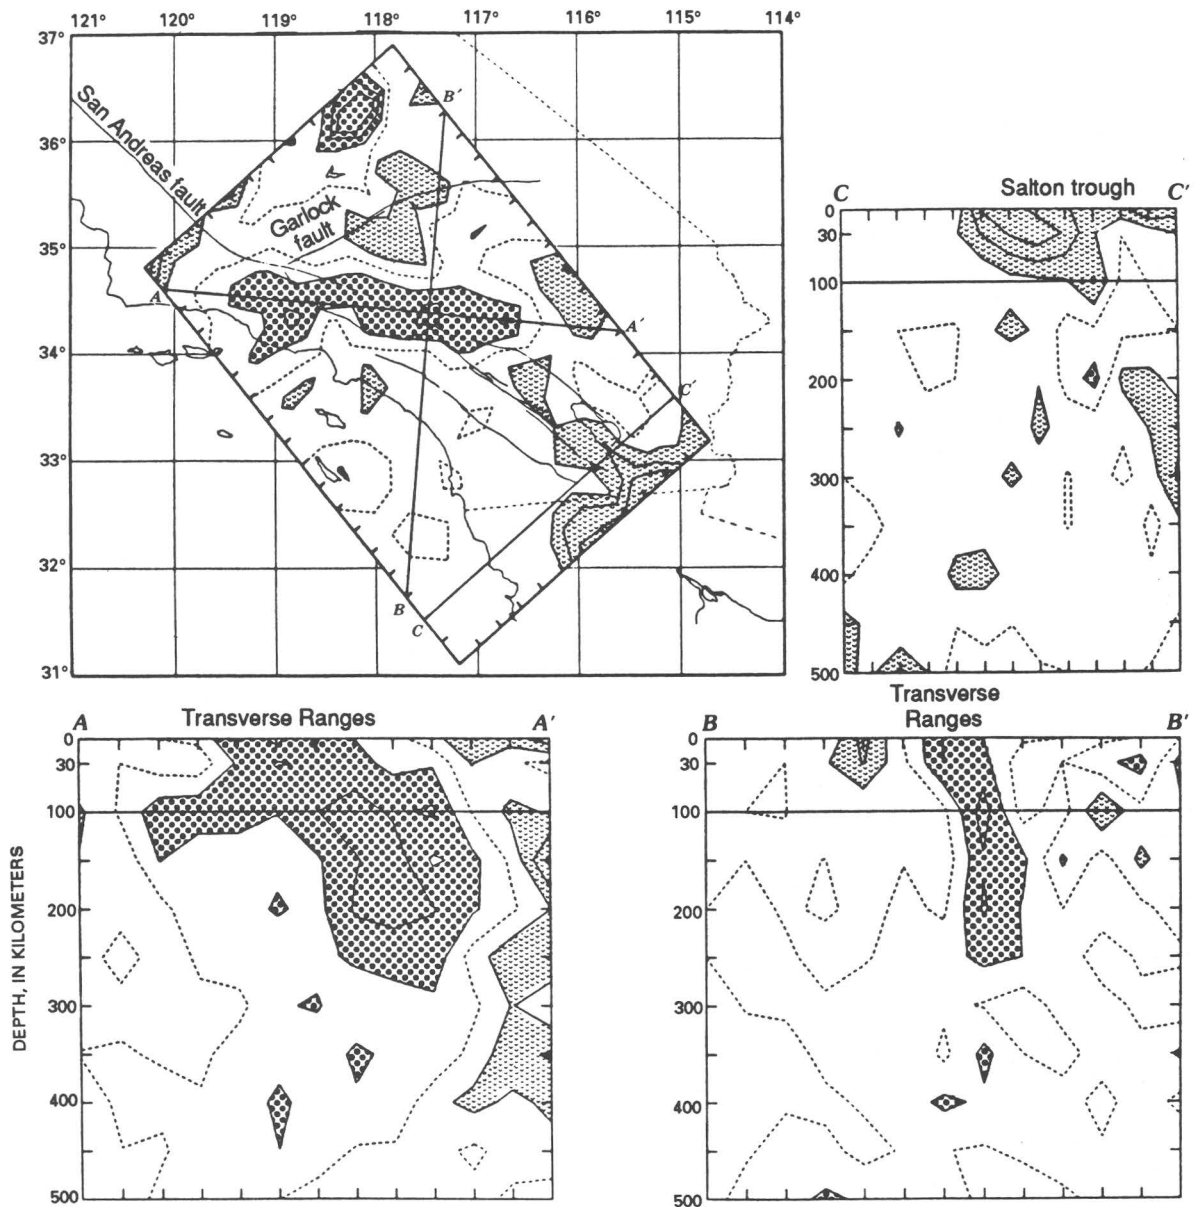 121° 120° 119° 118° 117° 116° 115° 114°
37°
36°
35°
34°
33°
32°
31°
San Andreas fault
Garlock
fault
A
A′
B
B′
C
C′
C Salton trough C′
0
30
100
200
300
400
500
A Transverse Ranges A′
0
30
100
200
300
400
500
DEPTH, IN KILOMETERS
B Transverse
Ranges B′
0
30
100
200
300
400
500